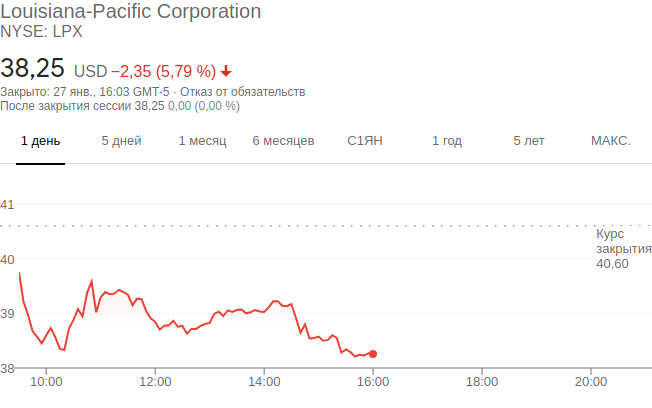 Louisiana-Pacific Corporation
NYSE: LPX
38,25 USD −2,35 (5,79 %)
Закрыто: 27 янв., 16:03 GMT-5 · Отказ от обязательств
После закрытия сессии 38,25 0,00 (0,00 %)
1 день 5 дней 1 месяц 6 месяцев С1ЯН 1 год 5 лет МАКС.
41
Курс
закрытия
40 40,60
39
38
10:00 12:00 14:00 16:00 18:00 20:00